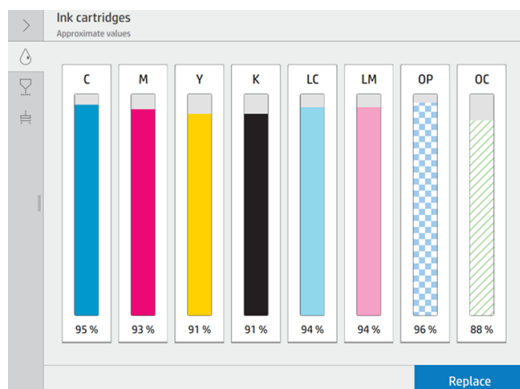 Ink cartridges
Approximate values
C M Y K LC LM OP OC
95 % 93 % 91 % 91 % 94 % 94 % 96 % 88 %
Replace